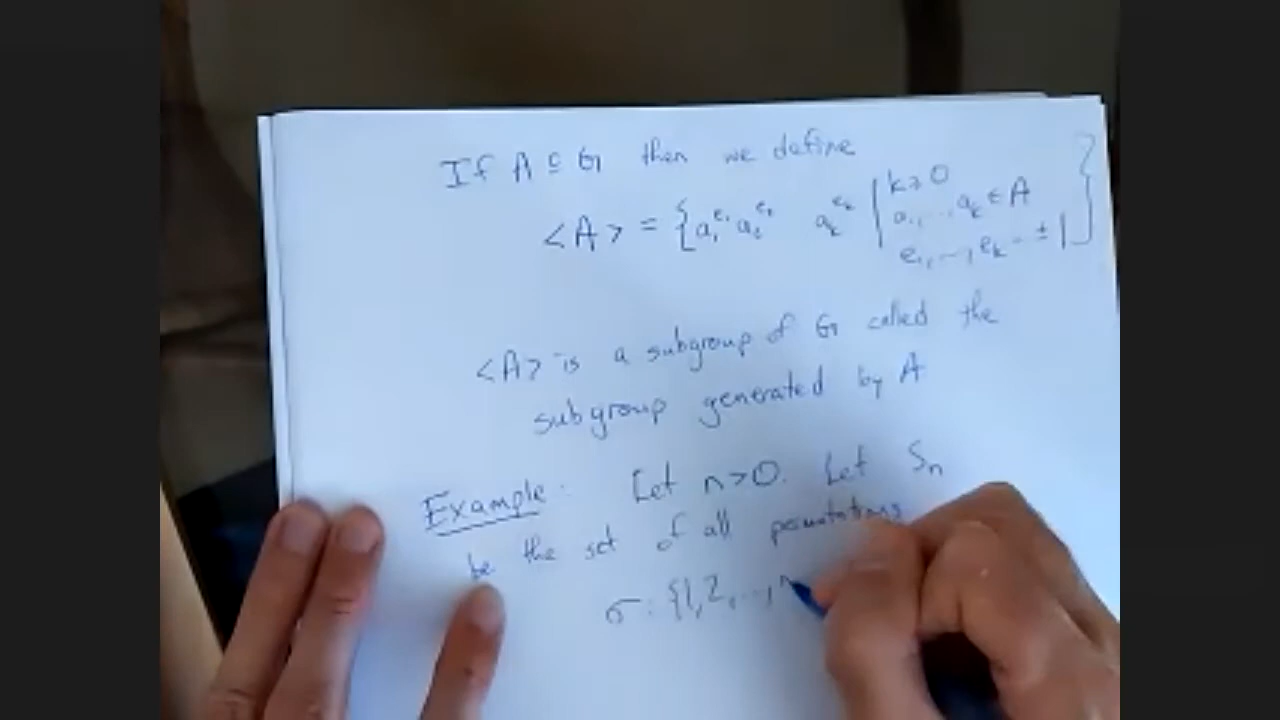 If A ⊆ G then we define
<A> = { a₁^e₁ a₂^e₂ a_k^e_k | k ≥ 0
a₁, ..., a_k ∈ A
e₁, ..., e_k = ±1 }
<A> is a subgroup of G called the
subgroup generated by A
Example: Let n > 0. Let Sₙ
be the set of all permutations
σ: {1, 2, ..., n